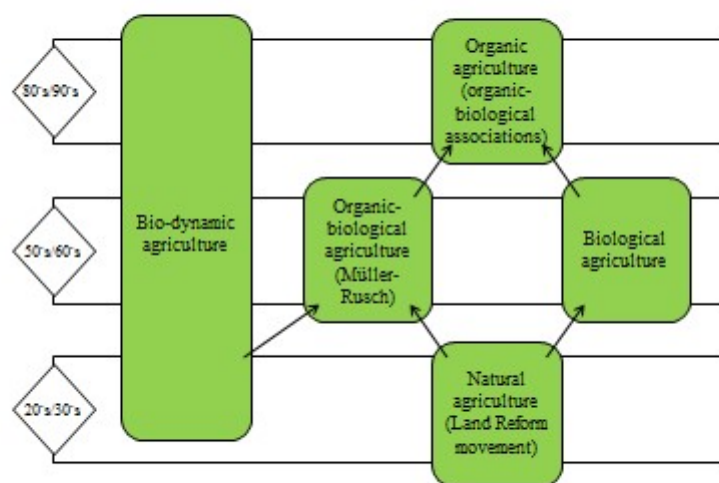 80's/90's
Organic
agriculture
(organic-
biological
associations)
50's/60's
Bio-dynamic
agriculture
Organic-
biological
agriculture
(Müller-
Rusch)
Biological
agriculture
20's/30's
Natural
agriculture
(Land Reform
movement)